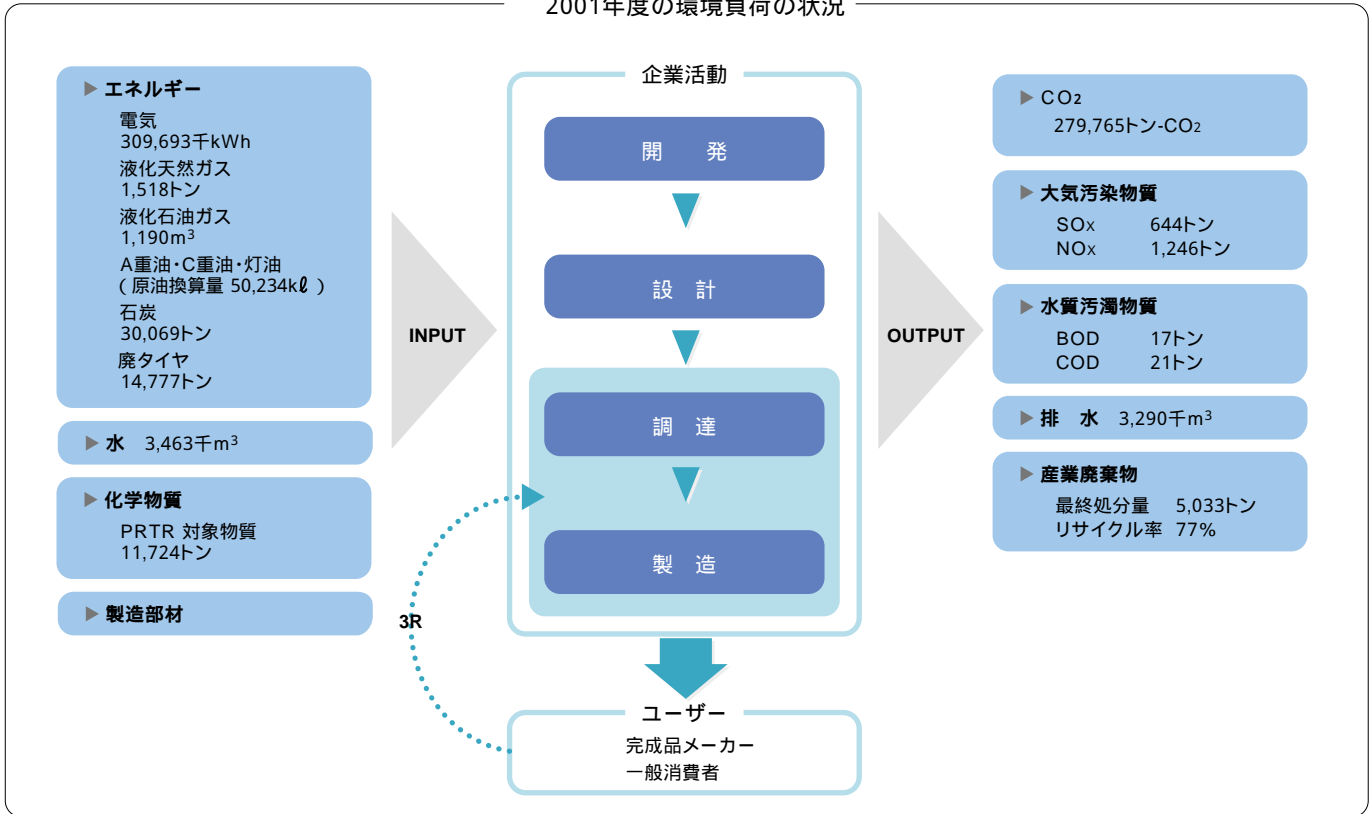 2001年度の環境負荷の状況
▶エネルギー
電気
309,693千kWh
液化天然ガス
1,518トン
液化石油ガス
1,190m³
A重油・C重油・灯油
(原油換算量 50,234kℓ)
石炭
30,069トン
廃タイヤ
14,777トン
▶水 3,463千m³
▶化学物質
PRTR 対象物質
11,724トン
▶製造部材
INPUT
企業活動
開 発
設 計
調 達
製 造
3R
ユーザー
完成品メーカー
一般消費者
OUTPUT
▶CO₂
279,765トン-CO₂
▶大気汚染物質
SOx 644トン
NOx 1,246トン
▶水質汚濁物質
BOD 17トン
COD 21トン
▶排 水 3,290千m³
▶産業廃棄物
最終処分量 5,033トン
リサイクル率 77%